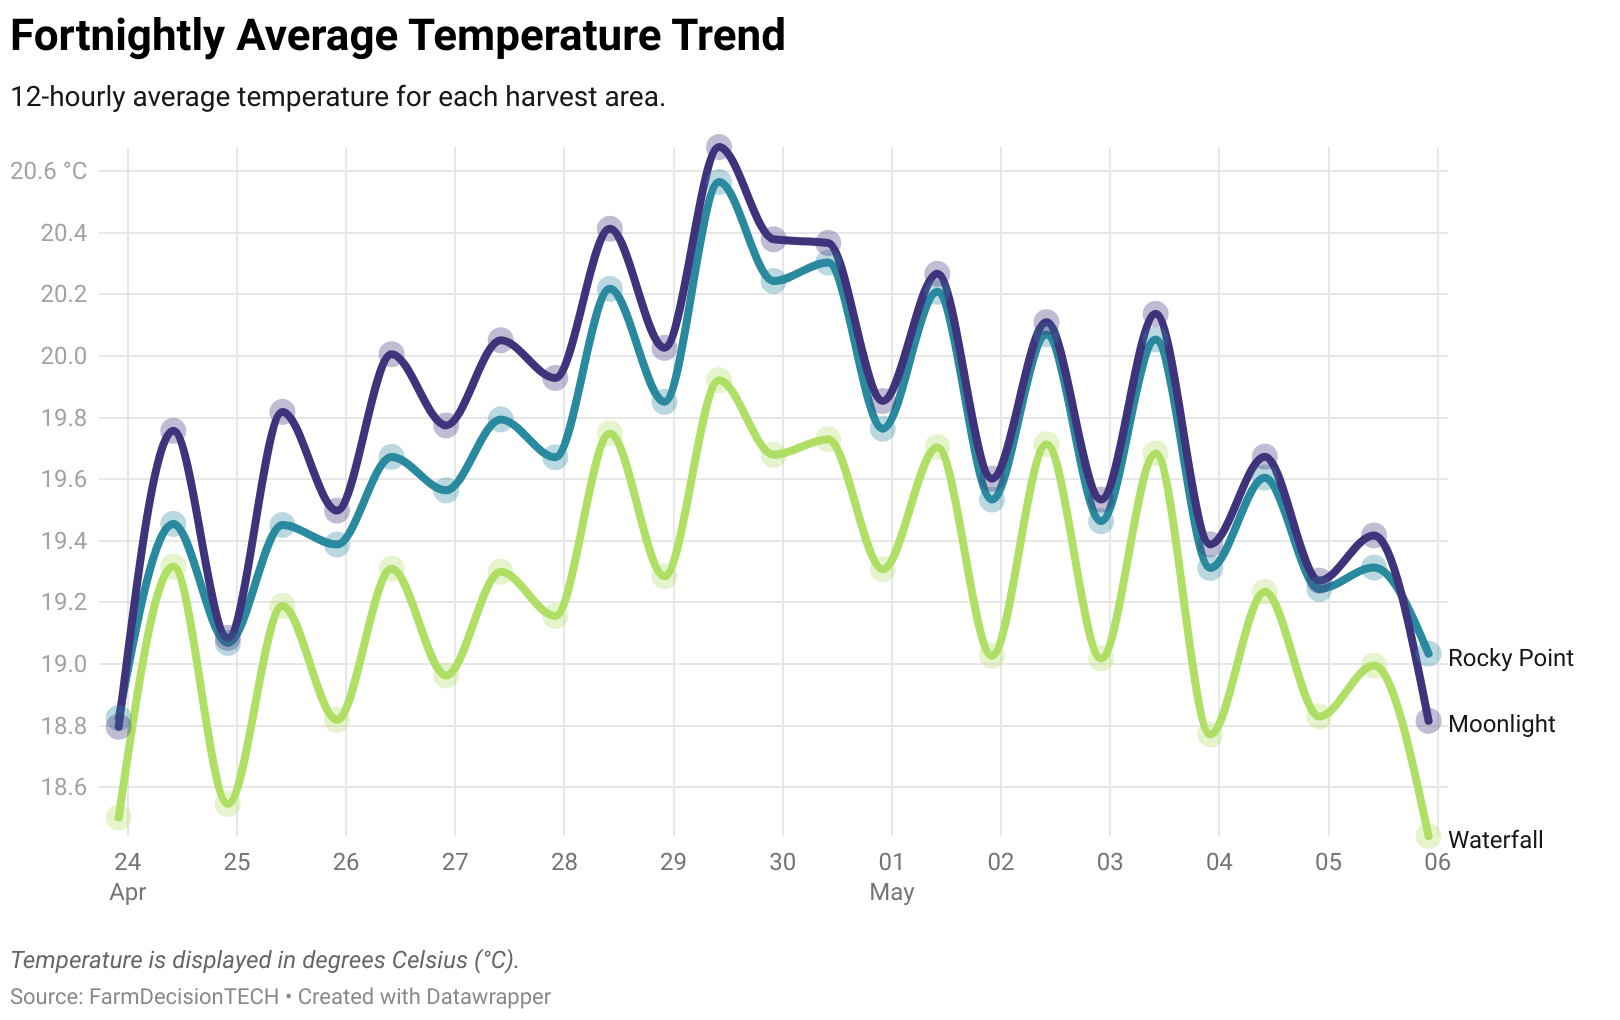 Fortnightly Average Temperature Trend
12-hourly average temperature for each harvest area.
20.6 °C
20.4
20.2
20.0
19.8
19.6
19.4
19.2
19.0
18.8
18.6
Rocky Point
Moonlight
Waterfall
24 25 26 27 28 29 30 01 02 03 04 05 06
Apr May
Temperature is displayed in degrees Celsius (°C).
Source: FarmDecisionTECH • Created with Datawrapper